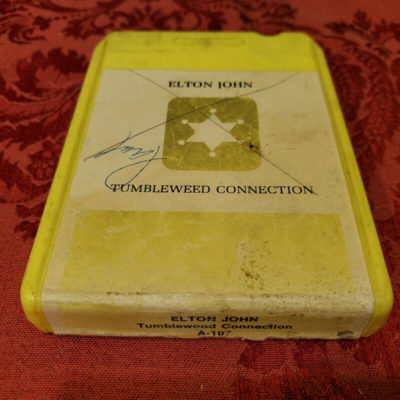 ELTON JOHN
TUMBLEWEED CONNECTION
ELTON JOHN
Tumbleweed Connection
A-107